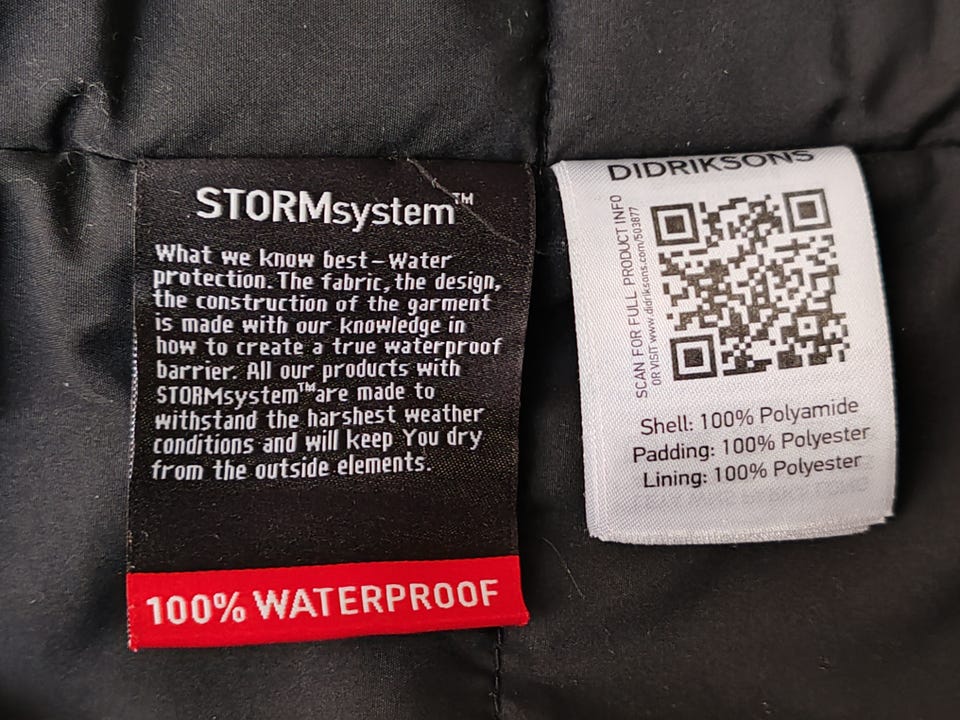 STORMsystem™
What we know best – Water
protection. The fabric, the design,
the construction of the garment
is made with our knowledge in
how to create a true waterproof
barrier. All our products with
STORMsystem™are made to
withstand the harshest weather
conditions and will keep You dry
from the outside elements.
100% WATERPROOF
DIDRIKSONS
SCAN FOR FULL PRODUCT INFO
OR VISIT www.didriksons.com/503877
Shell: 100% Polyamide
Padding: 100% Polyester
Lining: 100% Polyester